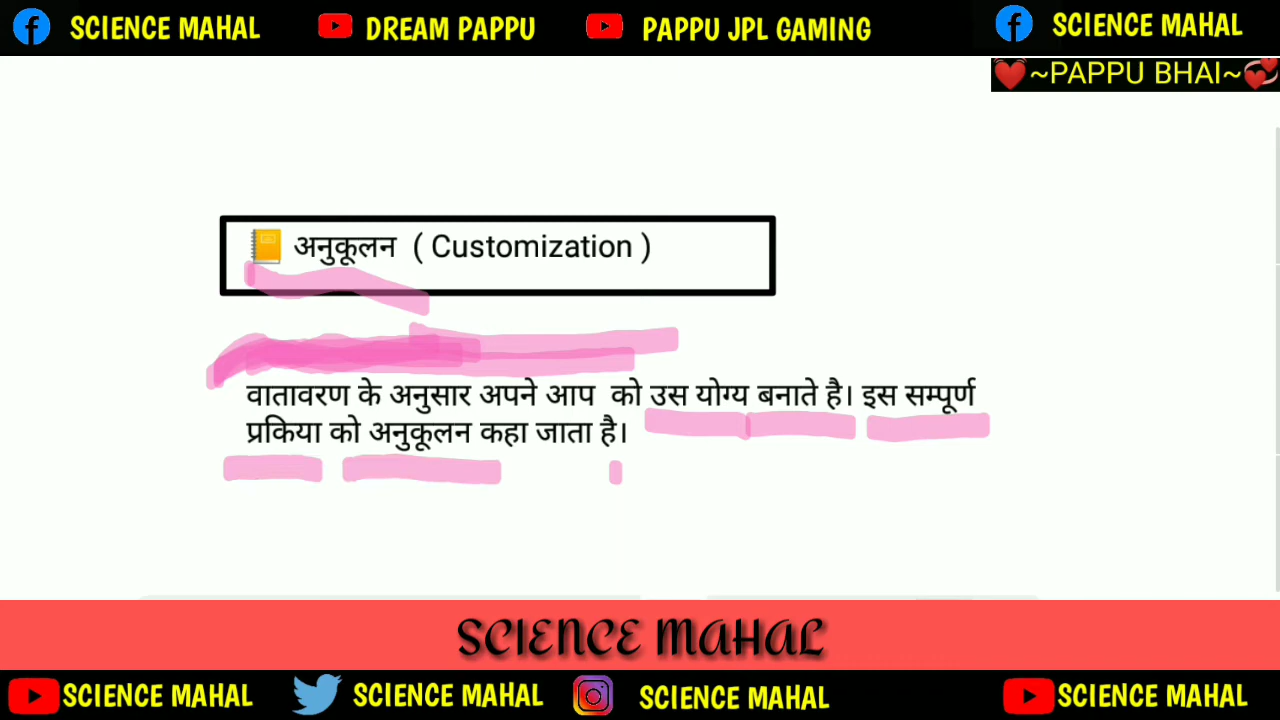 SCIENCE MAHAL DREAM PAPPU PAPPU JPL GAMING SCIENCE MAHAL
~PAPPU BHAI~
अनुकूलन ( Customization )
वातावरण के अनुसार अपने आप को उस योग्य बनाते है। इस सम्पूर्ण
प्रकिया को अनुकूलन कहा जाता है।
SCIENCE MAHAL
SCIENCE MAHAL SCIENCE MAHAL SCIENCE MAHAL SCIENCE MAHAL